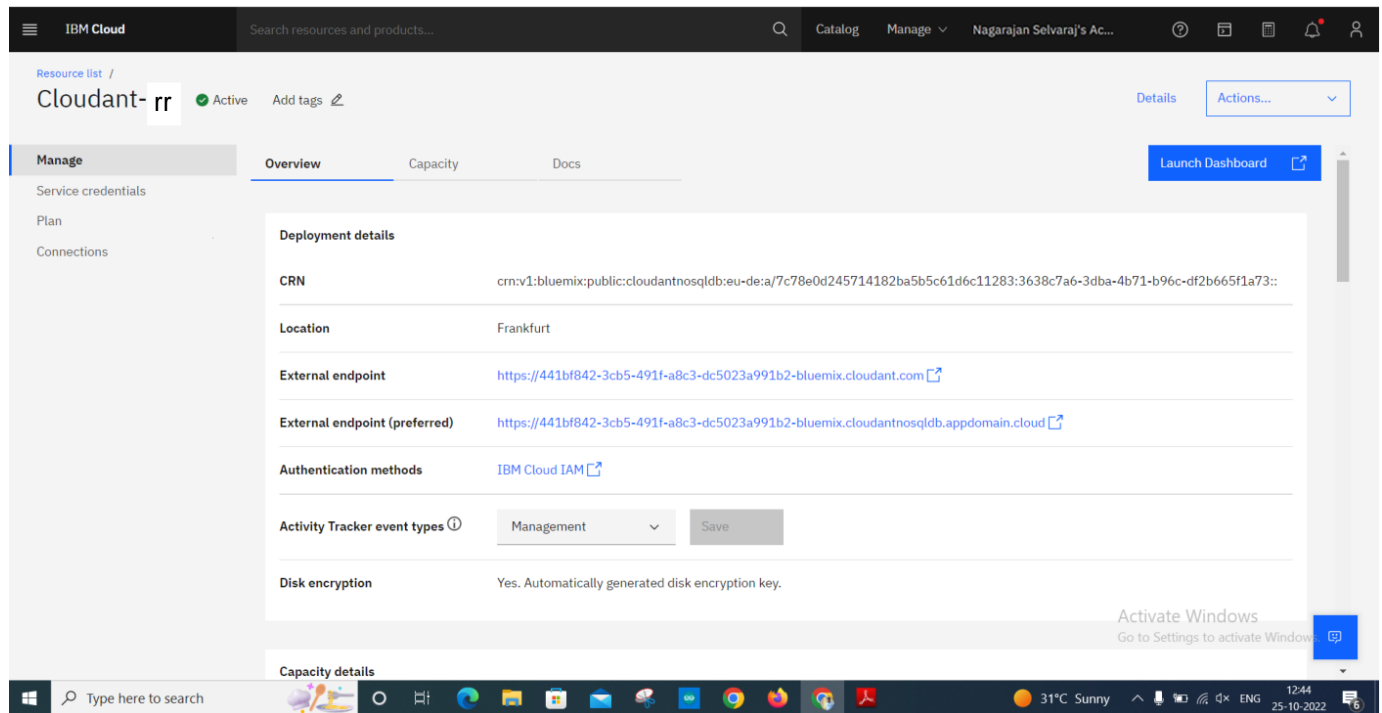 IBM Cloud
Search resources and products...
Catalog
Manage
Nagarajan Selvaraj's Ac...
Resource list /
Cloudant- rr
Active
Add tags
Details
Actions...
Manage
Service credentials
Plan
Connections
Overview
Capacity
Docs
Launch Dashboard
Deployment details
CRN
crn:v1:bluemix:public:cloudantnosqldb:eu-de:a/7c78e0d245714182ba5b5c61d6c11283:3638c7a6-3dba-4b71-b96c-df2b665f1a73::
Location
Frankfurt
External endpoint
https://441bf842-3cb5-491f-a8c3-dc5023a991b2-bluemix.cloudant.com
External endpoint (preferred)
https://441bf842-3cb5-491f-a8c3-dc5023a991b2-bluemix.cloudantnosqldb.appdomain.cloud
Authentication methods
IBM Cloud IAM
Activity Tracker event types
Management
Save
Disk encryption
Yes. Automatically generated disk encryption key.
Activate Windows
Go to Settings to activate Windows.
Capacity details
Type here to search
31°C Sunny
ENG
12:44
25-10-2022
6